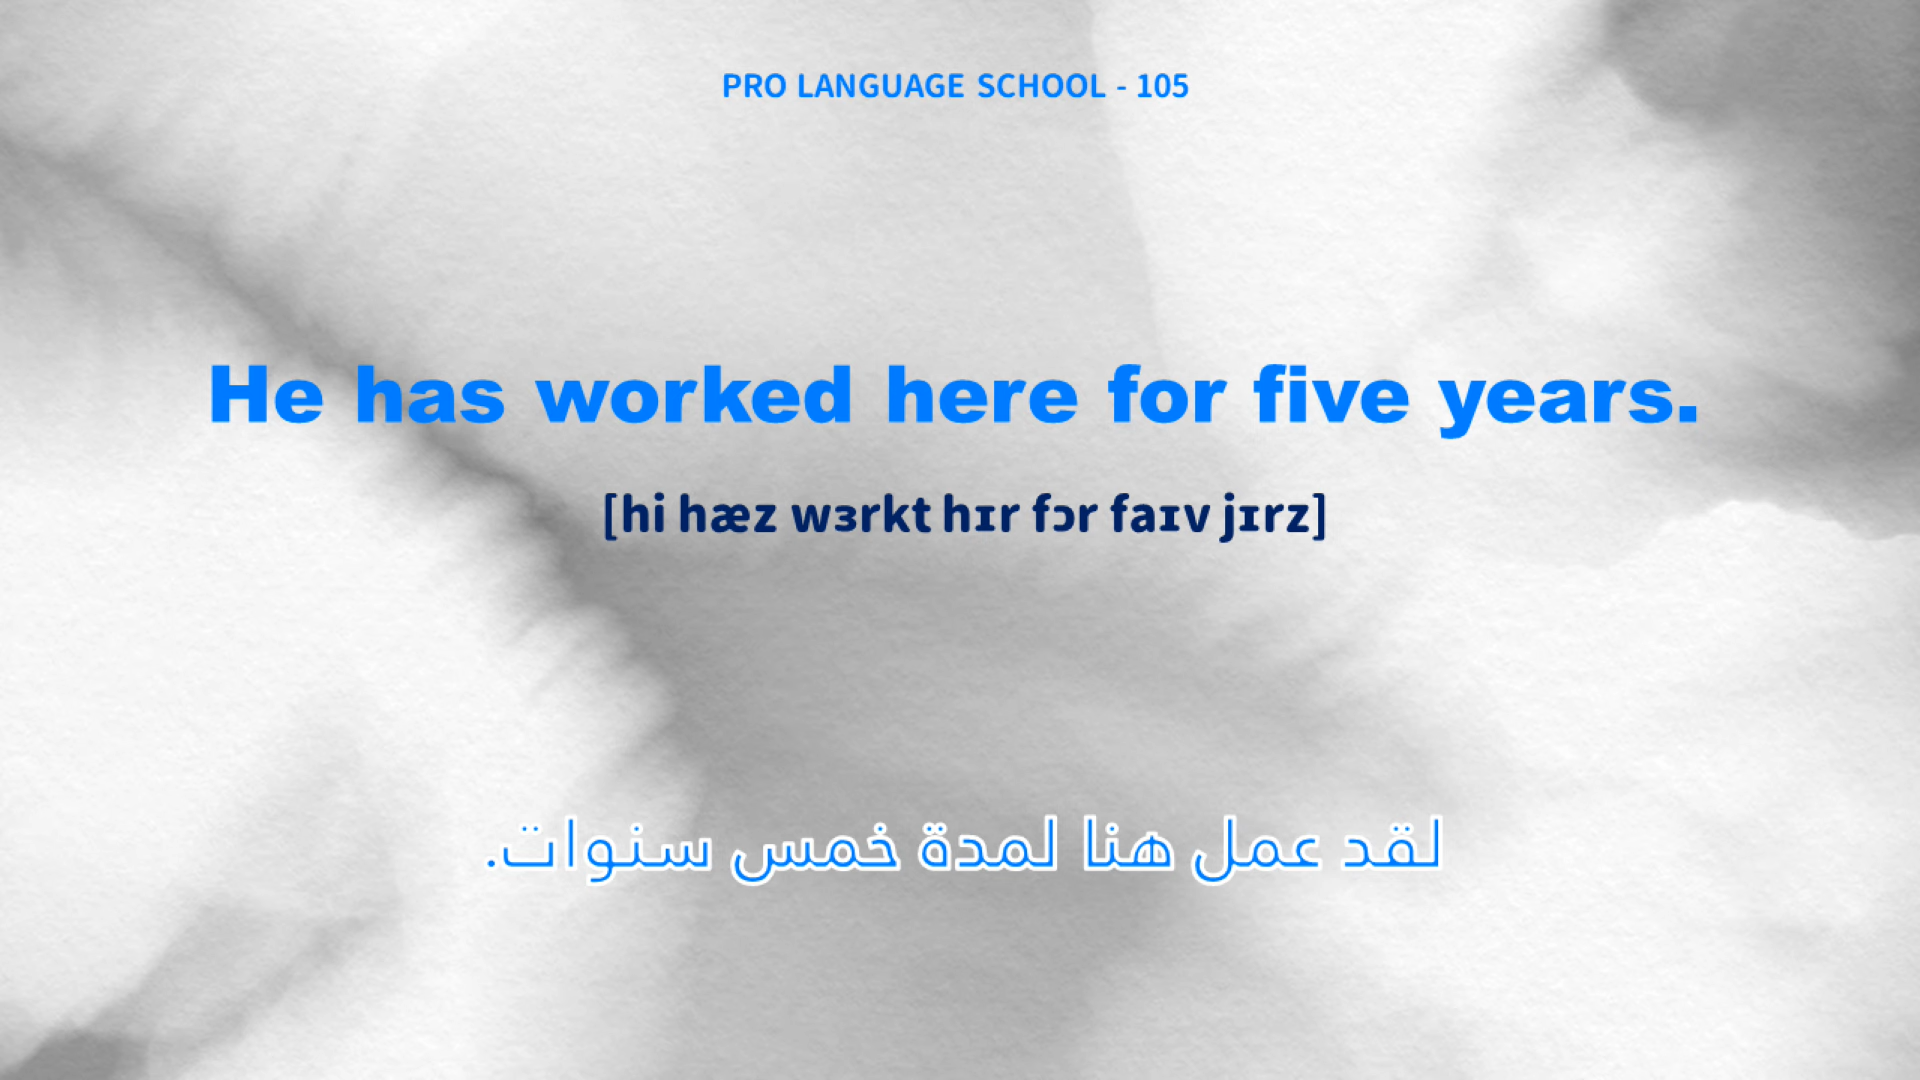 PRO LANGUAGE SCHOOL - 105
He has worked here for five years.
[hi hæz wɜrkt hɪr fɔr faɪv jɪrz]
لقد عمل هنا لمدة خمس سنوات.